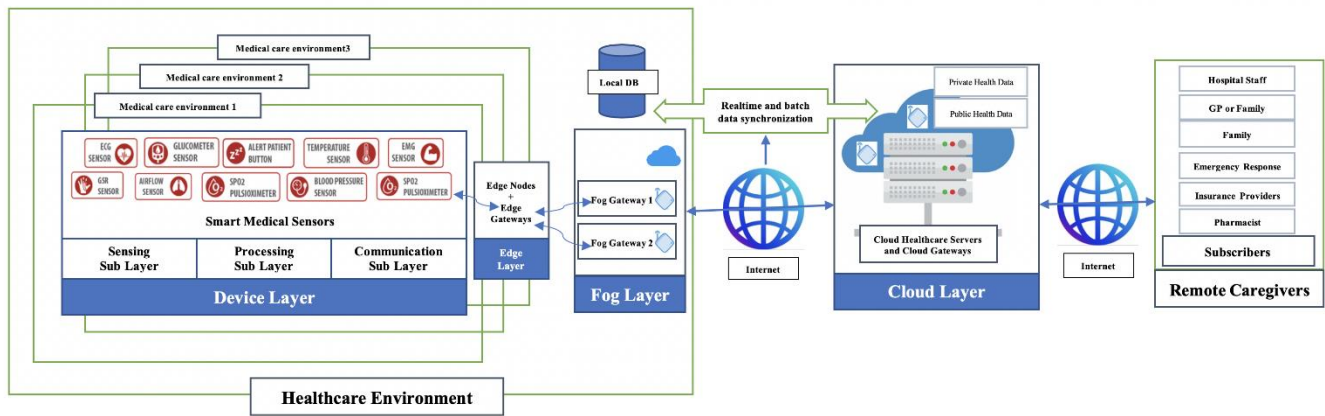 Medical care environment3
Medical care environment 2
Medical care environment 1
ECG
SENSOR
GLUCOMETER
SENSOR
ALERT PATIENT
BUTTON
TEMPERATURE
SENSOR
EMG
SENSOR
GSR
SENSOR
AIRFLOW
SENSOR
SPO2
PULSIOXIMETER
BLOOD PRESSURE
SENSOR
SPO2
PULSIOXIMETER
Smart Medical Sensors
Sensing
Sub Layer
Processing
Sub Layer
Communication
Sub Layer
Device Layer
Edge Nodes
+
Edge
Gateways
Edge
Layer
Local DB
Fog Gateway 1
Fog Gateway 2
Fog Layer
Healthcare Environment
Realtime and batch
data synchronization
Internet
Private Health Data
Public Health Data
Cloud Healthcare Servers
and Cloud Gateways
Cloud Layer
Internet
Hospital Staff
GP or Family
Family
Emergency Response
Insurance Providers
Pharmacist
Subscribers
Remote Caregivers